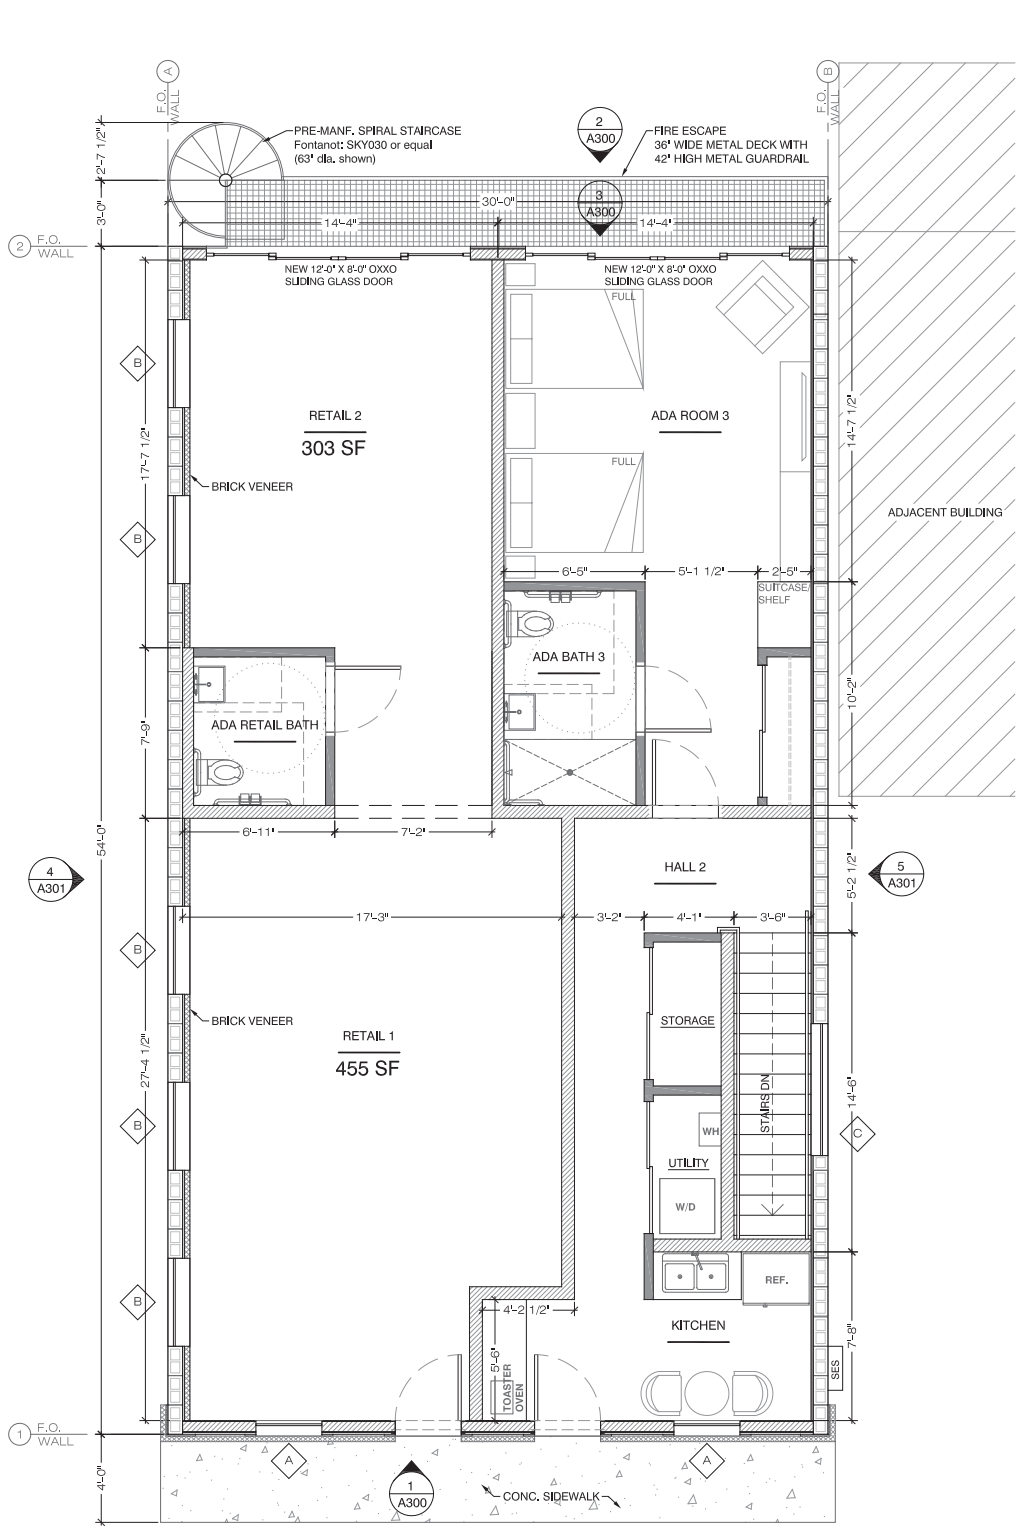 A
F.O.
WALL
B
F.O.
WALL
2'-7 1/2"
3'-0"
PRE-MANF. SPIRAL STAIRCASE
Fontanot: SKY030 or equal
(63" dia. shown)
2
A300
FIRE ESCAPE
36" WIDE METAL DECK WITH
42" HIGH METAL GUARDRAIL
30'-0"
3
A300
14'-4"
14'-4"
2
F.O.
WALL
NEW 12'-0" X 8'-0" OXXO
SLIDING GLASS DOOR
NEW 12'-0" X 8'-0" OXXO
SLIDING GLASS DOOR
FULL
B
RETAIL 2
303 SF
ADA ROOM 3
17'-7 1/2"
14'-7 1/2"
FULL
BRICK VENEER
ADJACENT BUILDING
B
6'-5"
5'-1 1/2"
2'-5"
SUITCASE/
SHELF
ADA BATH 3
10'-2"
ADA RETAIL BATH
7'-9"
6'-11"
7'-2"
54'-0"
4
A301
HALL 2
5'-2 1/2"
5
A301
17'-3"
3'-2"
4'-1"
3'-6"
B
BRICK VENEER
STORAGE
RETAIL 1
455 SF
27'-4 1/2"
STAIRS DN
14'-6"
B
WH
C
UTILITY
W/D
REF.
B
4'-2 1/2"
KITCHEN
7'-8"
5'-6"
TOASTER
OVEN
SES
1
F.O.
WALL
A
A
4'-0"
1
A300
CONC. SIDEWALK